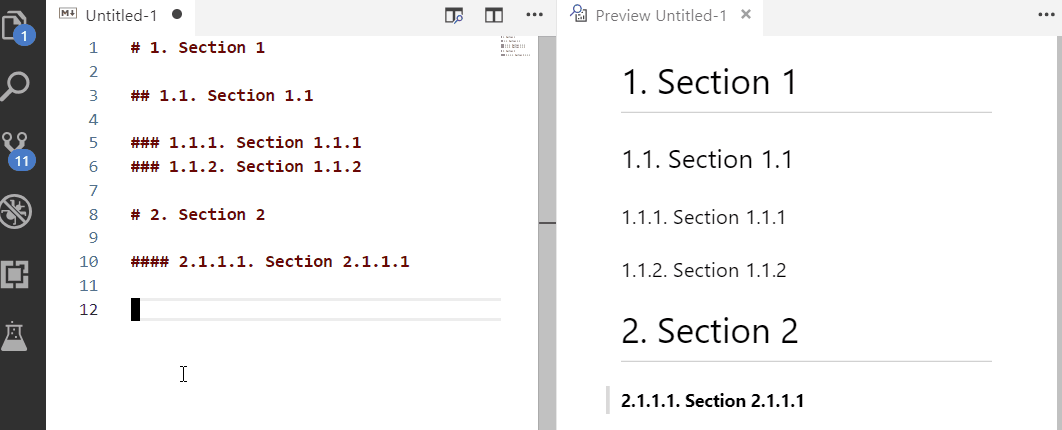 Untitled-1
1 # 1. Section 1
2
3 ## 1.1. Section 1.1
4
5 ### 1.1.1. Section 1.1.1
6 ### 1.1.2. Section 1.1.2
7
8 # 2. Section 2
9
10 #### 2.1.1.1. Section 2.1.1.1
11
12
1
11
Preview Untitled-1
1. Section 1
1.1. Section 1.1
1.1.1. Section 1.1.1
1.1.2. Section 1.1.2
2. Section 2
2.1.1.1. Section 2.1.1.1